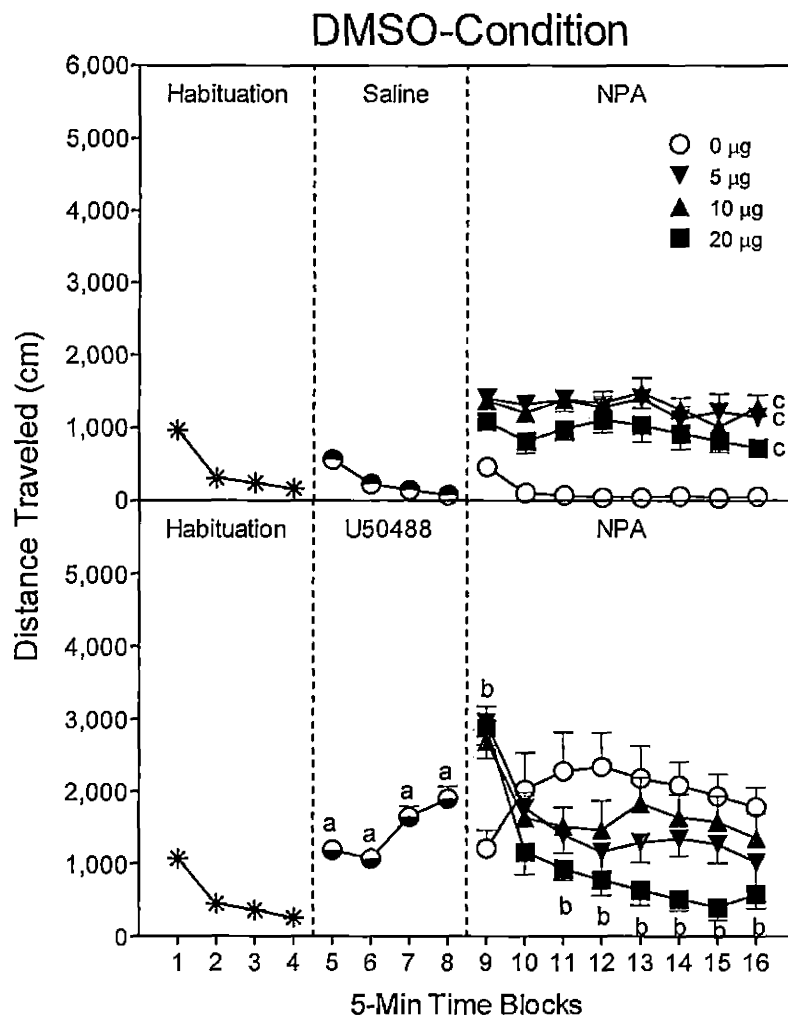 DMSO-Condition
6,000
Habituation Saline NPA
5,000
0 µg
5 µg
10 µg
20 µg
4,000
3,000
2,000
1,000
0
c
c
c
Distance Traveled (cm)
Habituation U50488 NPA
5,000
4,000
3,000
2,000
1,000
0
a a a a
b
b b b b b b
1 2 3 4 5 6 7 8 9 10 11 12 13 14 15 16
5-Min Time Blocks